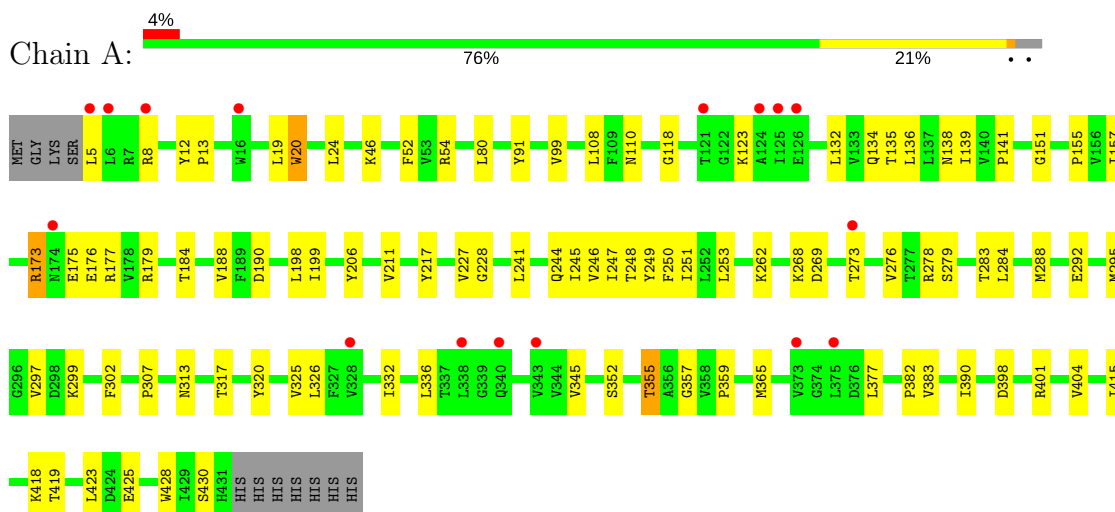 4%
Chain A:
76% 21% • •
MET GLY LYS SER L5 L6 R7 R8 Y12 P13 W16 L19 W20 L24 K46 F52 V53 R54 L80 Y91 V99 L108 F109 N110 G118 T121 G122 K123 A124 I125 E126 L132 V133 Q134 T135 L136 L137 N138 I139 V140 P141 G151 P155 V156
R173 N174 E175 E176 R177 V178 R179 T184 V188 F189 D190 L198 I199 Y206 V211 Y217 V227 G228 L241 Q244 I245 V246 I247 T248 Y249 F250 I251 L252 L253 K262 K268 D269 T273 V276 T277 R278 S279 T283 L284 M288 E292
G296 V297 D298 K299 F302 P307 N313 T317 Y320 V325 L326 F327 V328 I332 L336 T337 L338 G339 Q340 V343 V344 V345 S352 T355 A356 G357 V358 P359 M365 V373 G374 L375 D376 L377 P382 V383 I390 D398 R401 V404
K418 T419 L423 D424 E425 W428 I429 S430 H431 HIS HIS HIS HIS HIS HIS HIS